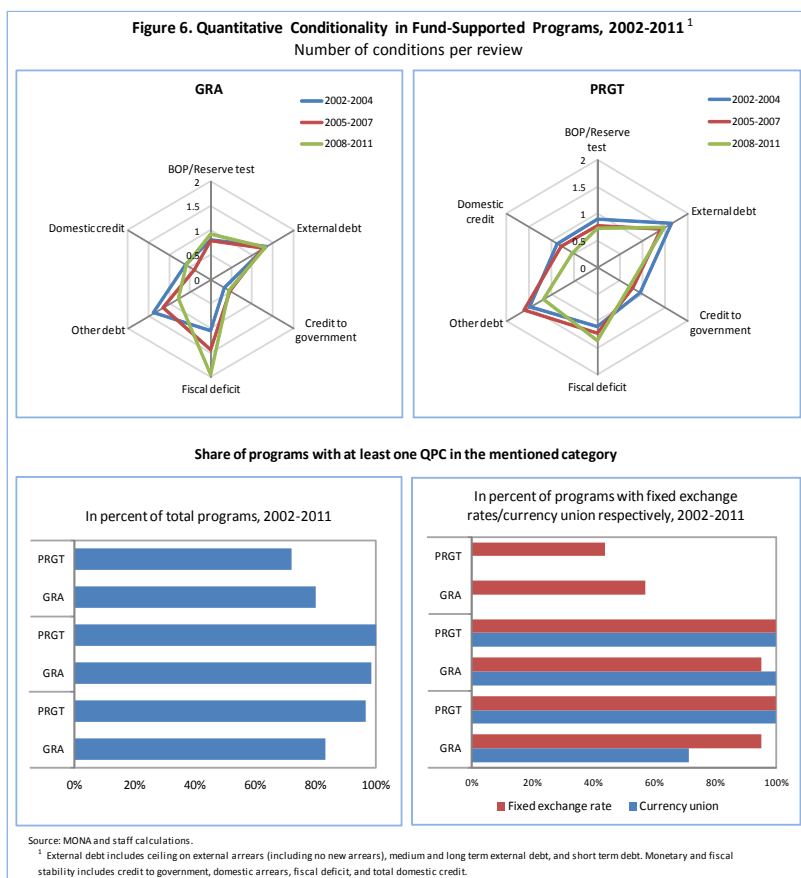 Figure 6. Quantitative Conditionality in Fund-Supported Programs, 2002-2011 1
Number of conditions per review
GRA
2002-2004
2005-2007
2008-2011
BOP/Reserve test
External debt
Credit to
government
Fiscal deficit
Other debt
Domestic credit
2
1.5
1
0.5
0
PRGT
2002-2004
2005-2007
2008-2011
BOP/Reserve
test
External debt
Credit to
government
Fiscal deficit
Other debt
Domestic
credit
2
1.5
1
0.5
0
Share of programs with at least one QPC in the mentioned category
In percent of total programs, 2002-2011
PRGT
GRA
PRGT
GRA
PRGT
GRA
0% 20% 40% 60% 80% 100%
In percent of programs with fixed exchange
rates/currency union respectively, 2002-2011
PRGT
GRA
PRGT
GRA
PRGT
GRA
0% 20% 40% 60% 80% 100%
Fixed exchange rate Currency union
Source: MONA and staff calculations.
1 External debt includes ceiling on external arrears (including no new arrears), medium and long term external debt, and short term debt. Monetary and fiscal
stability includes credit to government, domestic arrears, fiscal deficit, and total domestic credit.